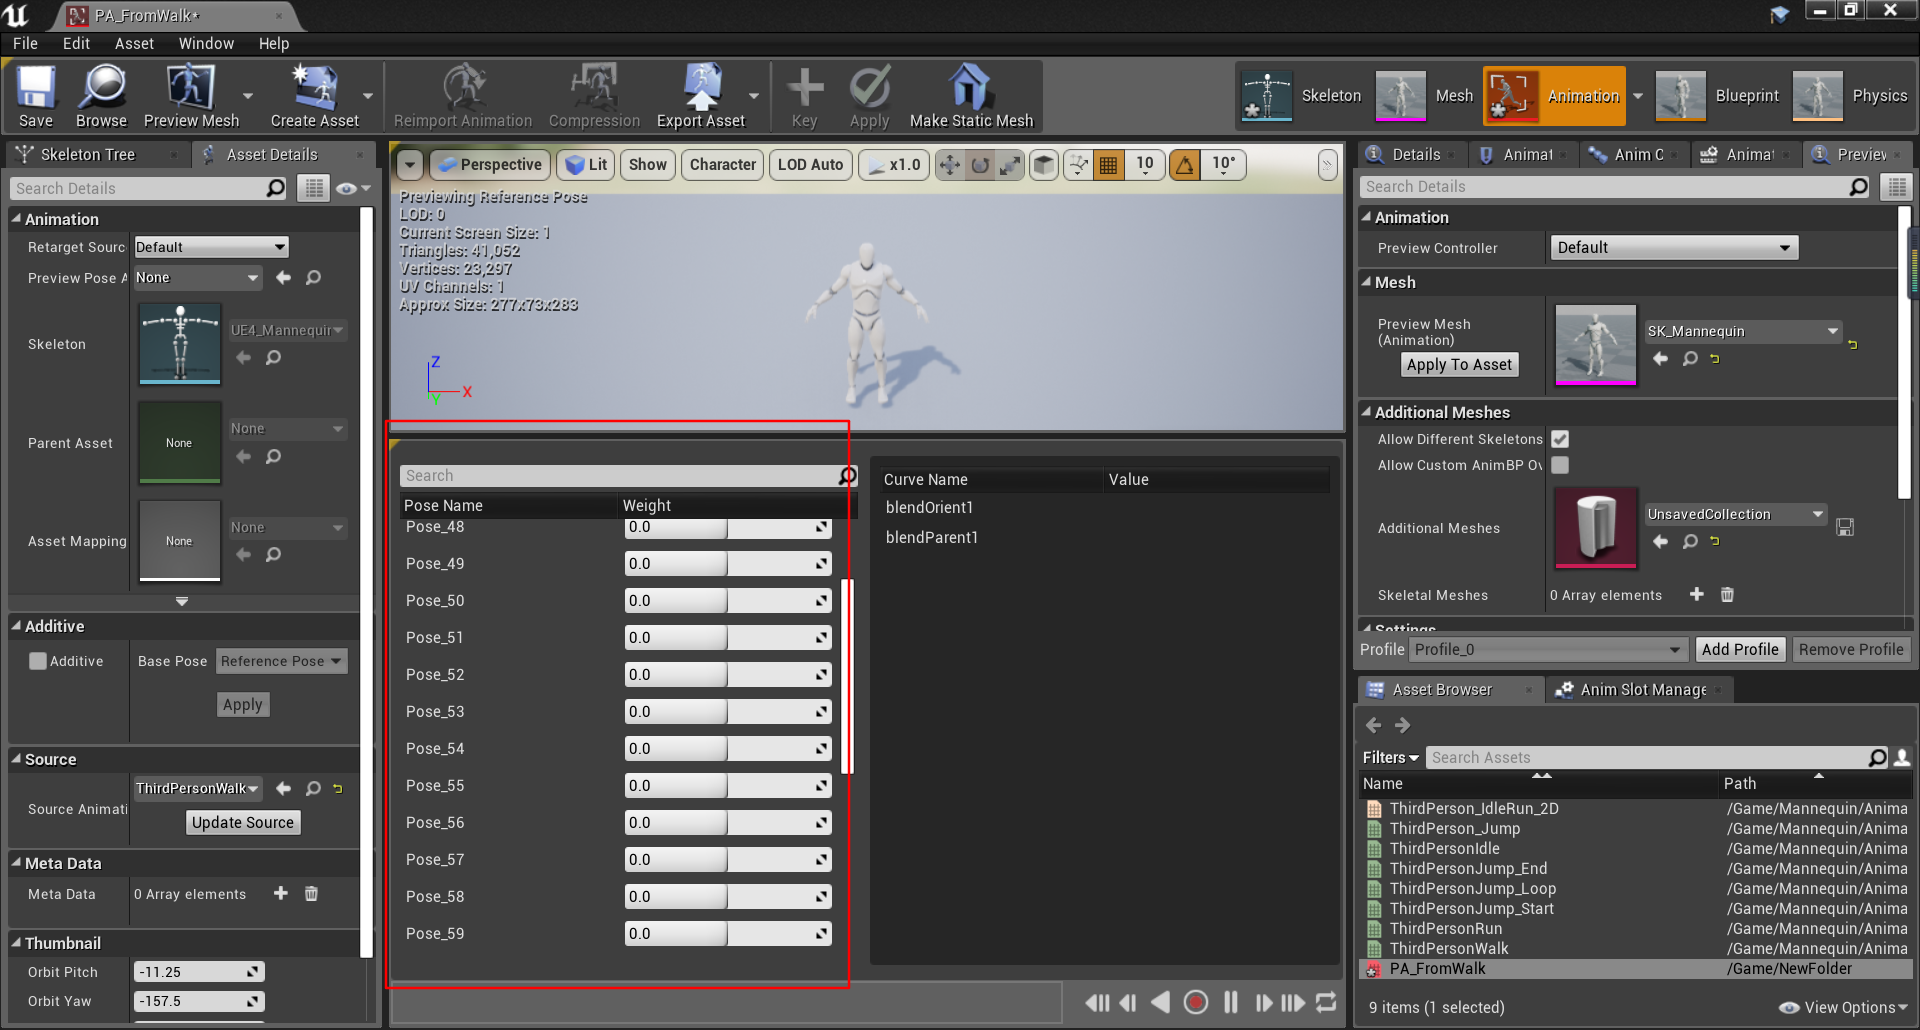 PA_FromWalk*
File Edit Asset Window Help
Save Browse Preview Mesh Create Asset Reimport Animation Compression Export Asset Key Apply Make Static Mesh
Skeleton Mesh Animation Blueprint Physics
Skeleton Tree Asset Details
Search Details
Animation
Retarget Sourc Default
Preview Pose A None
Skeleton UE4_Mannequin
Parent Asset None None
Asset Mapping None None
Additive
Additive Base Pose Reference Pose
Apply
Source
Source Animati ThirdPersonWalk
Update Source
Meta Data
Meta Data 0 Array elements
Thumbnail
Orbit Pitch -11.25
Orbit Yaw -157.5
Perspective Lit Show Character LOD Auto x1.0 10 10°
Previewing Reference Pose
LOD: 0
Current Screen Size: 1
Triangles: 41,052
Vertices: 23,297
UV Channels: 1
Approx Size: 277x73x283
Z
X
Y
Search
Pose Name Weight
Pose_48 0.0
Pose_49 0.0
Pose_50 0.0
Pose_51 0.0
Pose_52 0.0
Pose_53 0.0
Pose_54 0.0
Pose_55 0.0
Pose_56 0.0
Pose_57 0.0
Pose_58 0.0
Pose_59 0.0
Curve Name Value
blendOrient1
blendParent1
Details Animat Anim C Animat Preview
Search Details
Animation
Preview Controller Default
Mesh
Preview Mesh
(Animation)
SK_Mannequin
Apply To Asset
Additional Meshes
Allow Different Skeletons
Allow Custom AnimBP Ov
Additional Meshes UnsavedCollection
Skeletal Meshes 0 Array elements
Settings
Profile Profile_0 Add Profile Remove Profile
Asset Browser Anim Slot Manage
Filters Search Assets
Name Path
ThirdPerson_IdleRun_2D /Game/Mannequin/Anima
ThirdPerson_Jump /Game/Mannequin/Anima
ThirdPersonIdle /Game/Mannequin/Anima
ThirdPersonJump_End /Game/Mannequin/Anima
ThirdPersonJump_Loop /Game/Mannequin/Anima
ThirdPersonJump_Start /Game/Mannequin/Anima
ThirdPersonRun /Game/Mannequin/Anima
ThirdPersonWalk /Game/Mannequin/Anima
PA_FromWalk /Game/NewFolder
9 items (1 selected) View Options